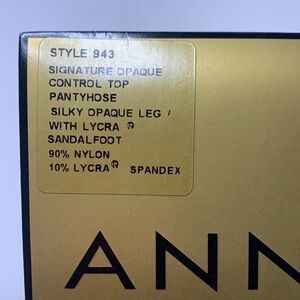 STYLE 943
SIGNATURE OPAQUE
CONTROL TOP
PANTYHOSE
SILKY OPAQUE LEG /
WITH LYCRA ®
SANDALFOOT
90% NYLON
10% LYCRA® SPANDEX
ANN